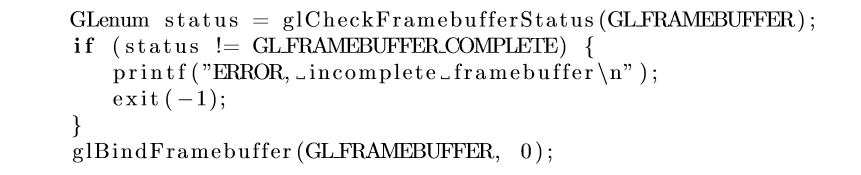 GLenum status = glCheckFramebufferStatus(GL_FRAMEBUFFER);
if (status != GL_FRAMEBUFFER_COMPLETE) {
printf("ERROR,␣incomplete␣framebuffer\n");
exit(-1);
}
glBindFramebuffer(GL_FRAMEBUFFER, 0);